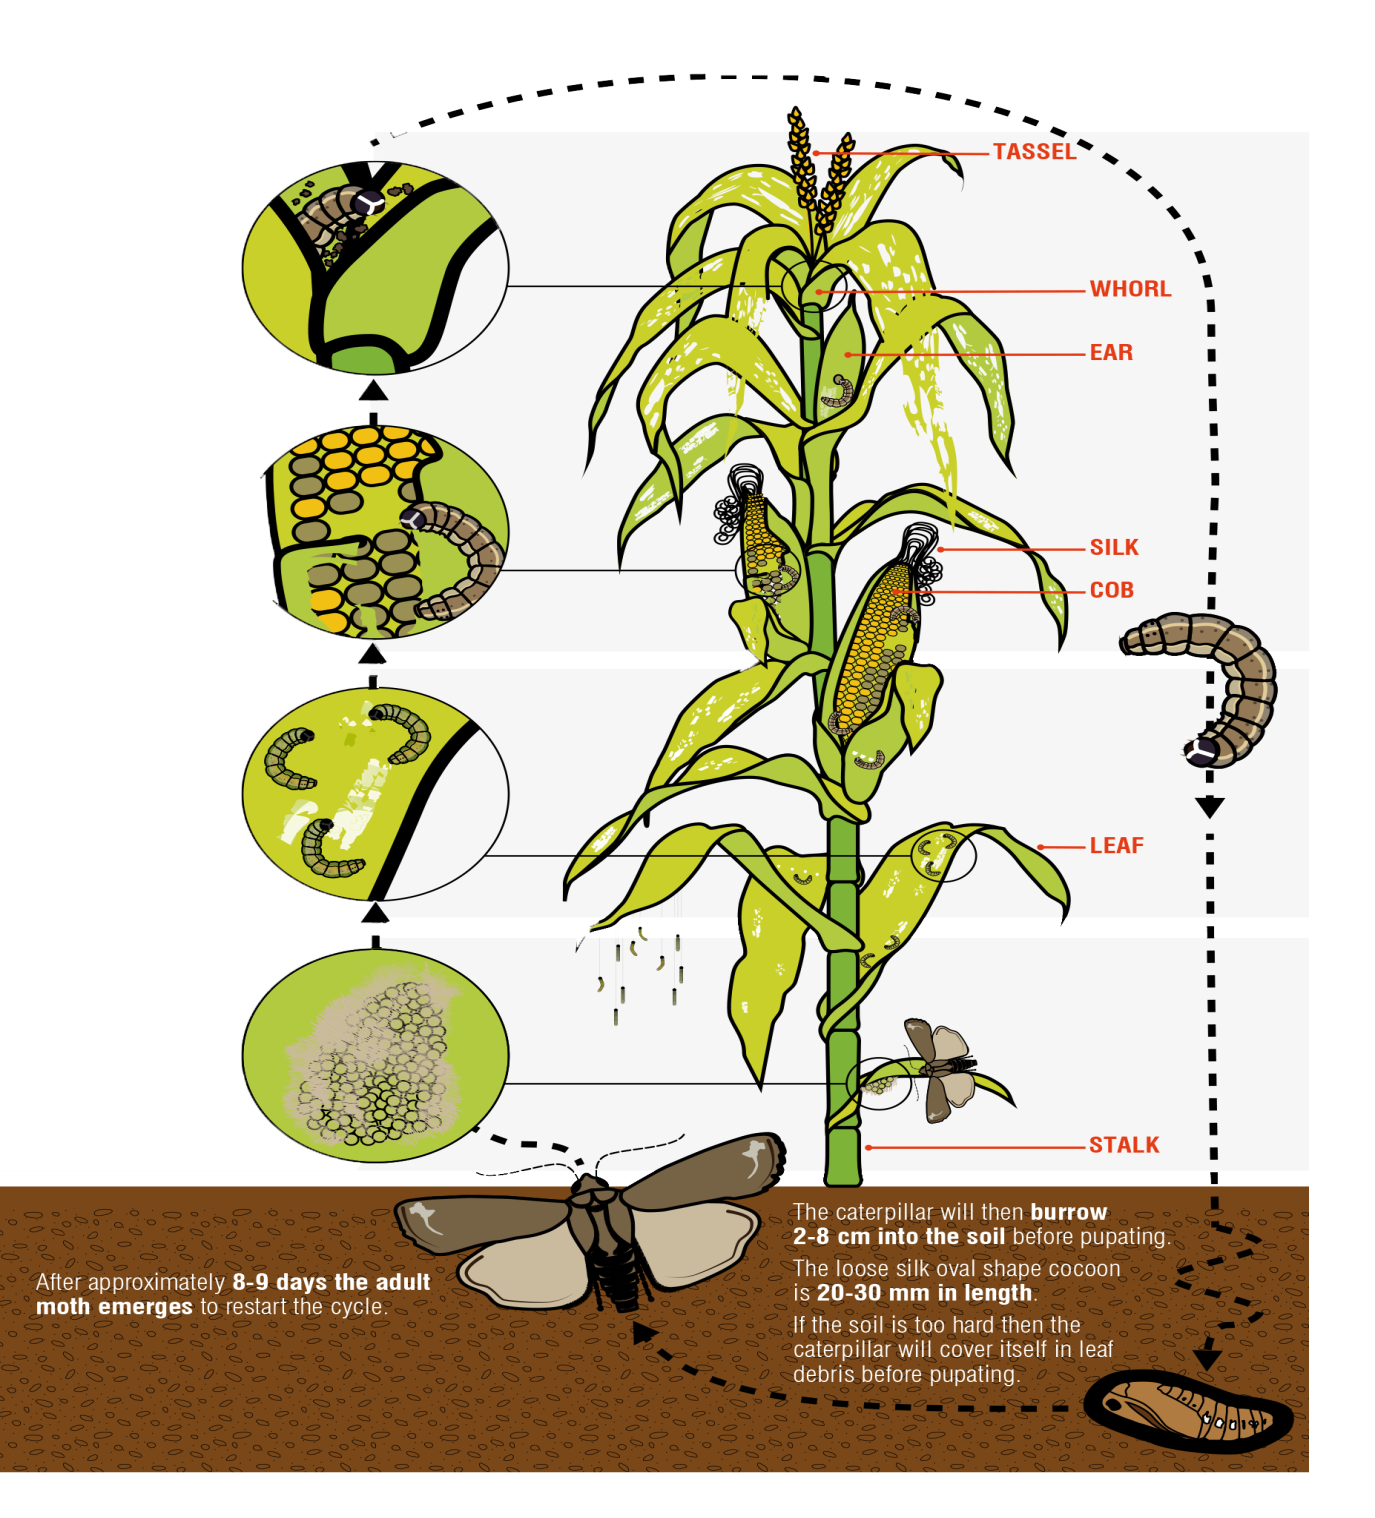 TASSEL
WHORL
EAR
SILK
COB
LEAF
STALK
The caterpillar will then burrow
2-8 cm into the soil before pupating.
The loose silk oval shape cocoon
is 20-30 mm in length.
If the soil is too hard then the
caterpillar will cover itself in leaf
debris before pupating.
After approximately 8-9 days the adult
moth emerges to restart the cycle.